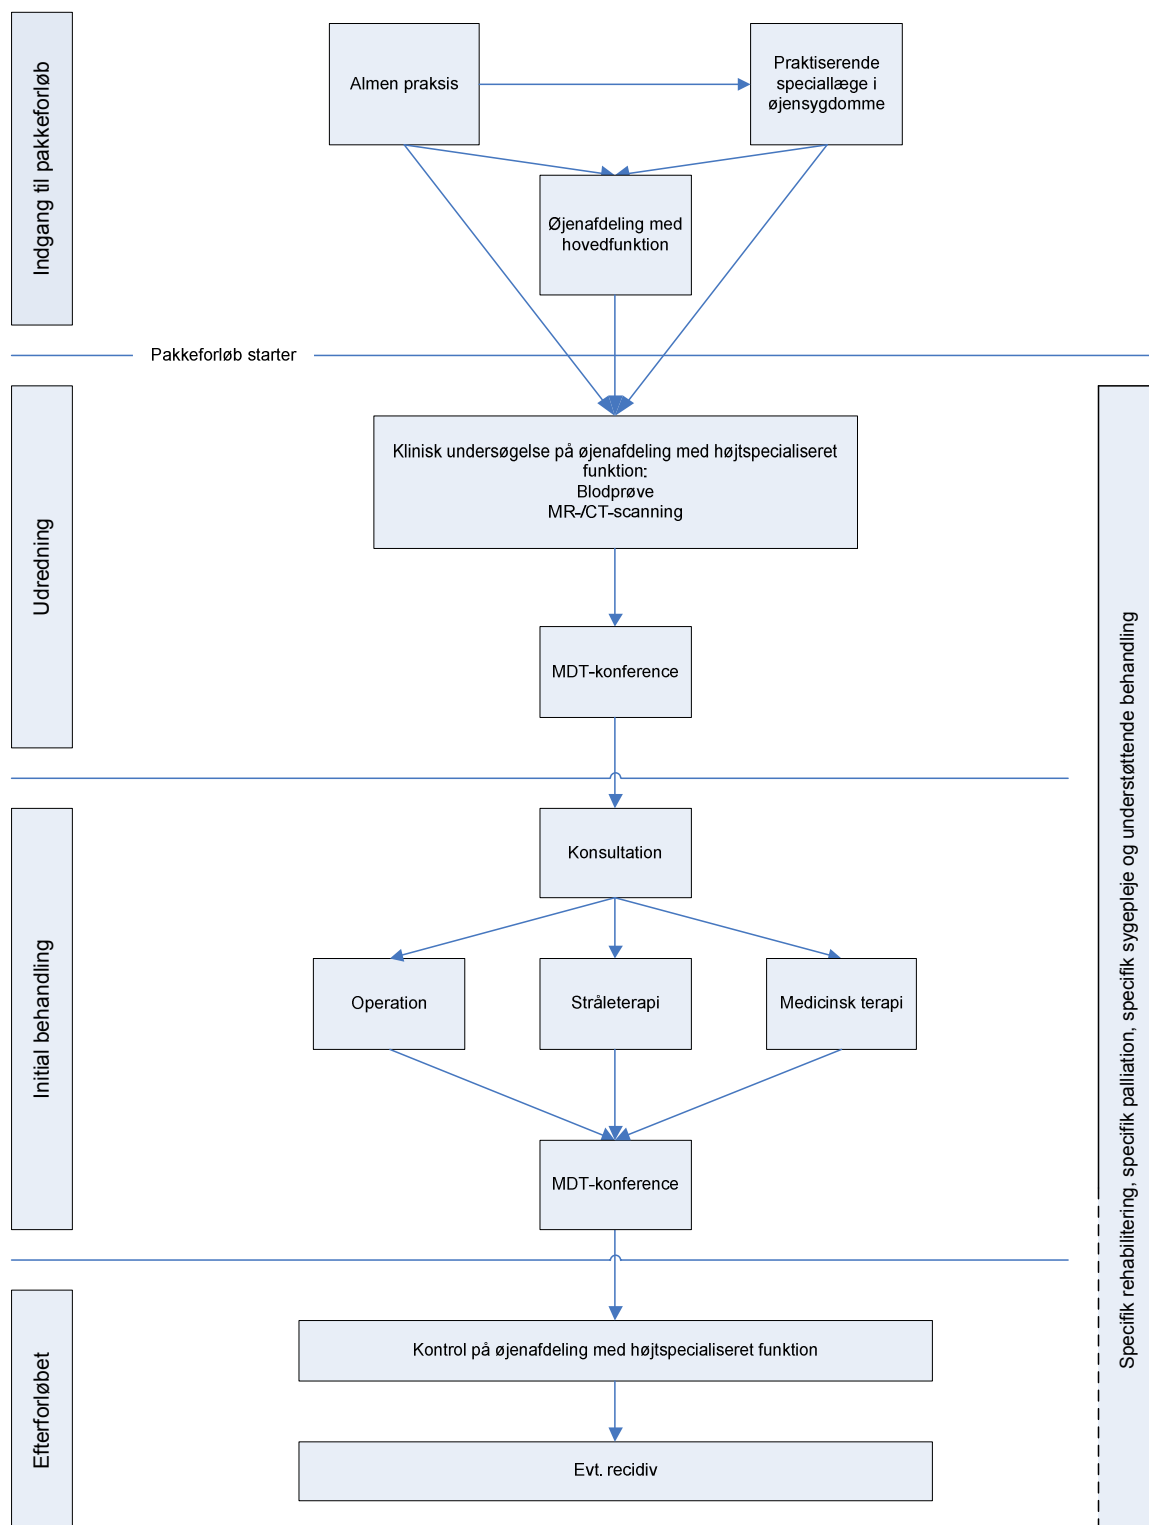 Indgang til pakkeforløb
Almen praksis
Praktiserende
speciallæge i
øjensygdomme
Øjenafdeling med
hovedfunktion
Pakkeforløb starter
Udredning
Klinisk undersøgelse på øjenafdeling med højtspecialiseret
funktion:
Blodprøve
MR-/CT-scanning
MDT-konference
Initial behandling
Konsultation
Operation
Stråleterapi
Medicinsk terapi
MDT-konference
Efterforløbet
Kontrol på øjenafdeling med højtspecialiseret funktion
Evt. recidiv
Specifik rehabilitering, specifik palliation, specifik sygepleje og understøttende behandling